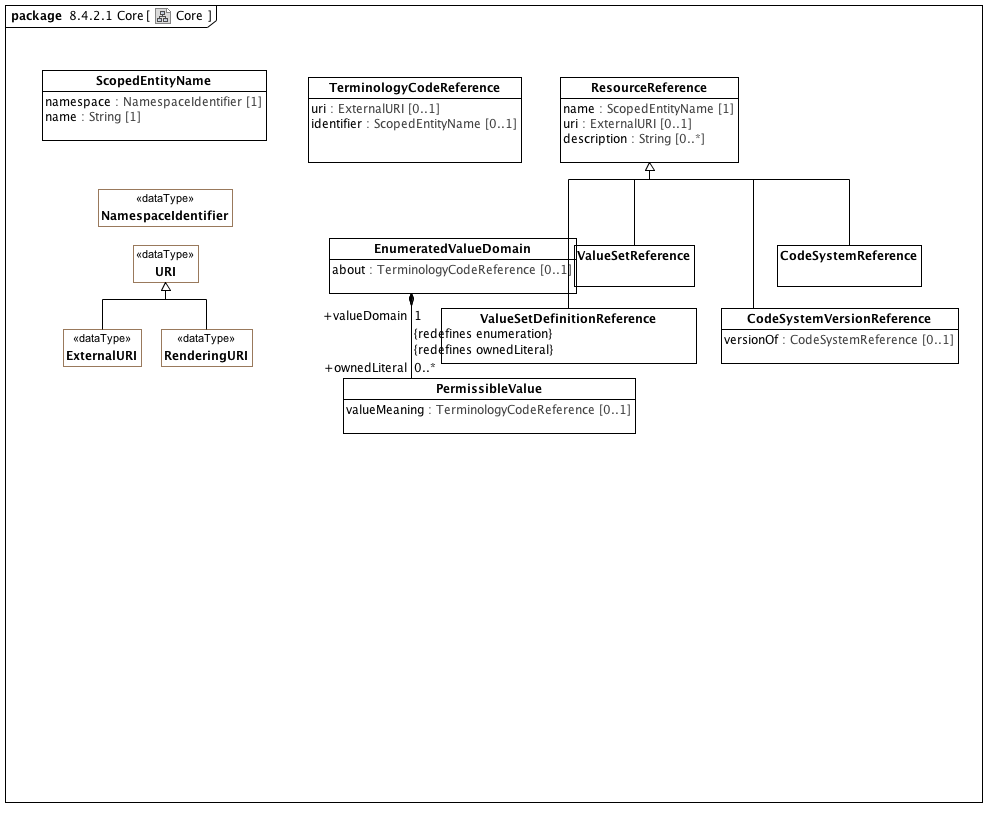 package 8.4.2.1 Core [ Core ]
ScopedEntityName
namespace : NamespaceIdentifier [1]
name : String [1]
TerminologyCodeReference
uri : ExternalURI [0..1]
identifier : ScopedEntityName [0..1]
ResourceReference
name : ScopedEntityName [1]
uri : ExternalURI [0..1]
description : String [0..*]
«dataType»
NamespaceIdentifier
«dataType»
URI
«dataType»
ExternalURI
«dataType»
RenderingURI
EnumeratedValueDomain
about : TerminologyCodeReference [0..1]
ValueSetReference
CodeSystemReference
+valueDomain 1
{redefines enumeration}
{redefines ownedLiteral}
+ownedLiteral 0..*
ValueSetDefinitionReference
CodeSystemVersionReference
versionOf : CodeSystemReference [0..1]
PermissibleValue
valueMeaning : TerminologyCodeReference [0..1]